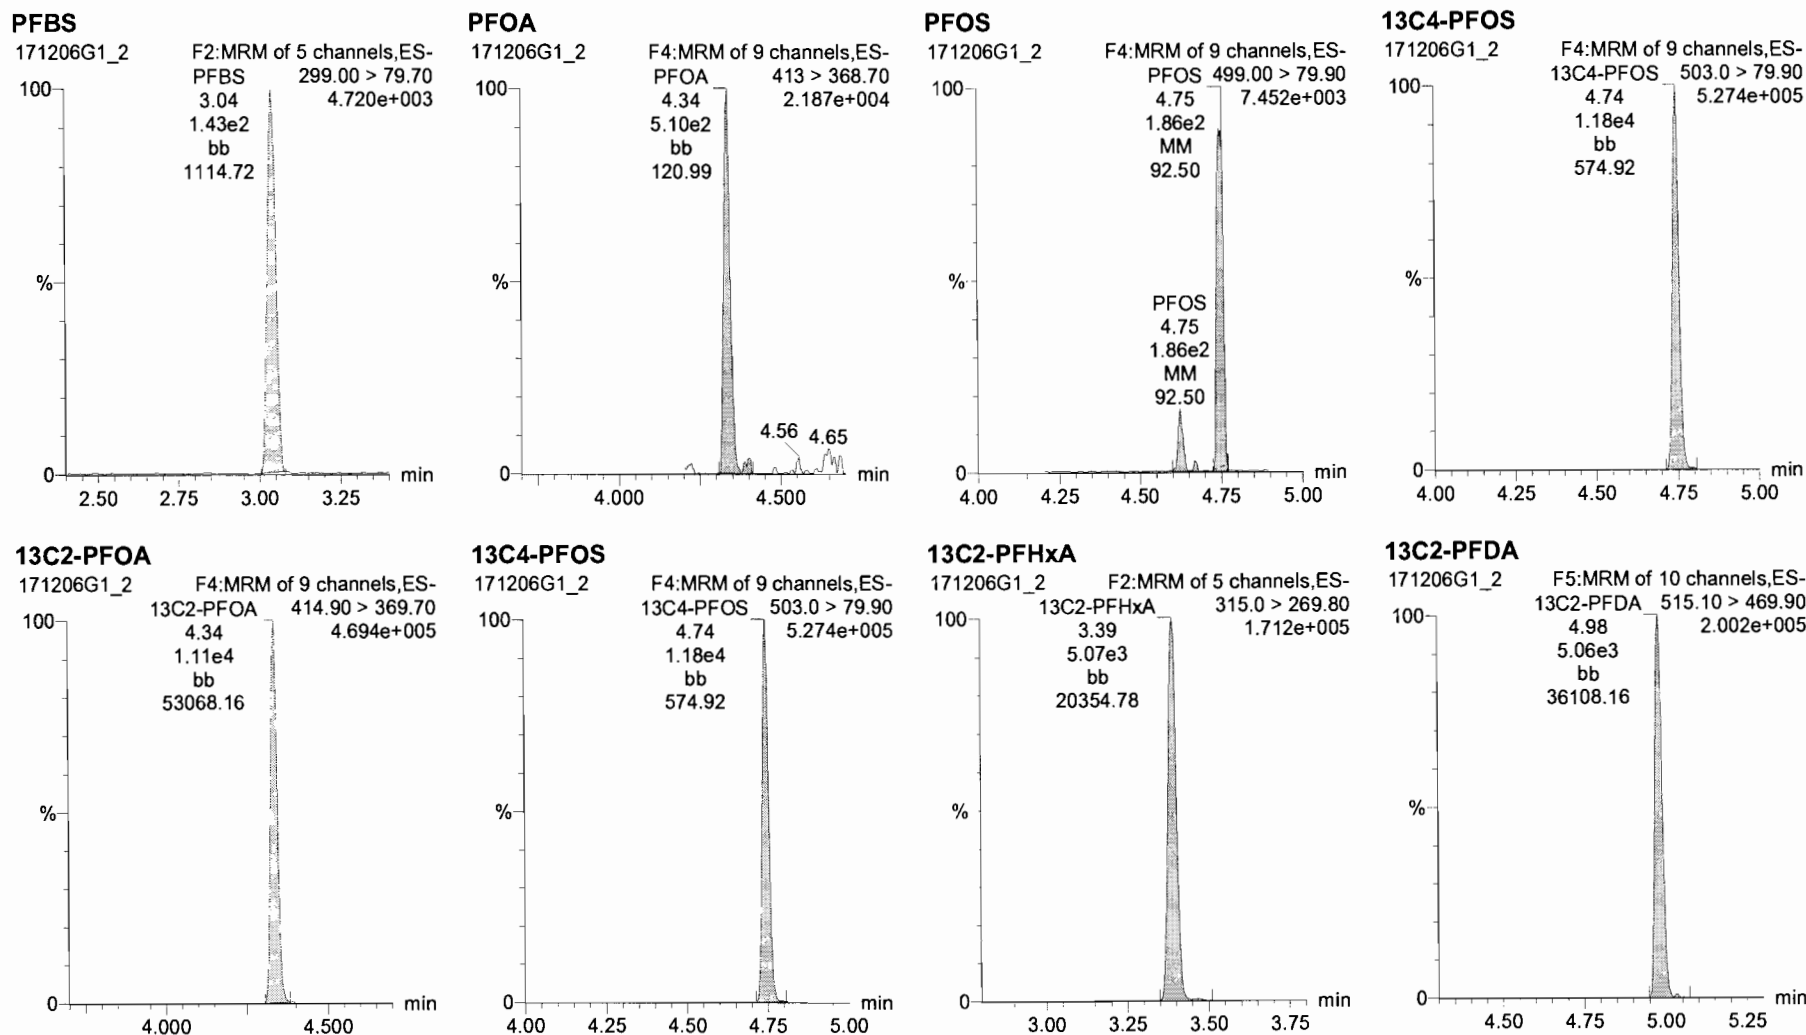 PFBS
171206G1_2 F2:MRM of 5 channels,ES-
PFBS 299.00 > 79.70
3.04 4.720e+003
1.43e2
bb
1114.72
100
%
0
min
2.50 2.75 3.00 3.25
PFOA
171206G1_2 F4:MRM of 9 channels,ES-
PFOA 413 > 368.70
4.34 2.187e+004
5.10e2
bb
120.99
100
%
4.56 4.65
0
min
4.000 4.500
PFOS
171206G1_2 F4:MRM of 9 channels,ES-
PFOS 499.00 > 79.90
4.75 7.452e+003
1.86e2
MM
92.50
100
%
PFOS
4.75
1.86e2
MM
92.50
0
min
4.00 4.25 4.50 4.75 5.00
13C4-PFOS
171206G1_2 F4:MRM of 9 channels,ES-
13C4-PFOS 503.0 > 79.90
4.74 5.274e+005
1.18e4
bb
574.92
100
%
0
min
4.00 4.25 4.50 4.75 5.00
13C2-PFOA
171206G1_2 F4:MRM of 9 channels,ES-
13C2-PFOA 414.90 > 369.70
4.34 4.694e+005
1.11e4
bb
53068.16
100
%
0
min
4.000 4.500
13C4-PFOS
171206G1_2 F4:MRM of 9 channels,ES-
13C4-PFOS 503.0 > 79.90
4.74 5.274e+005
1.18e4
bb
574.92
100
%
0
min
4.00 4.25 4.50 4.75 5.00
13C2-PFHxA
171206G1_2 F2:MRM of 5 channels,ES-
13C2-PFHxA 315.0 > 269.80
3.39 1.712e+005
5.07e3
bb
20354.78
100
%
0
min
3.00 3.25 3.50 3.75
13C2-PFDA
171206G1_2 F5:MRM of 10 channels,ES-
13C2-PFDA 515.10 > 469.90
4.98 2.002e+005
5.06e3
bb
36108.16
100
%
0
min
4.50 4.75 5.00 5.25